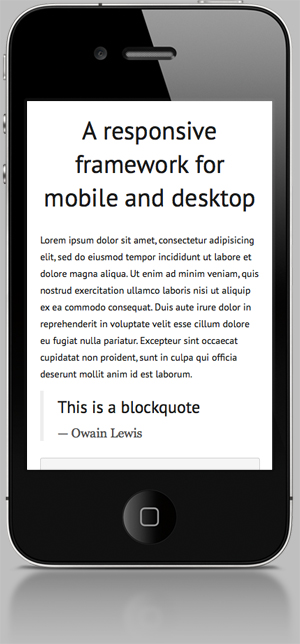 A responsive
framework for
mobile and desktop
Lorem ipsum dolor sit amet, consectetur adipisicing
elit, sed do eiusmod tempor incididunt ut labore et
dolore magna aliqua. Ut enim ad minim veniam, quis
nostrud exercitation ullamco laboris nisi ut aliquip
ex ea commodo consequat. Duis aute irure dolor in
reprehenderit in voluptate velit esse cillum dolore
eu fugiat nulla pariatur. Excepteur sint occaecat
cupidatat non proident, sunt in culpa qui officia
deserunt mollit anim id est laborum.
This is a blockquote
— Owain Lewis